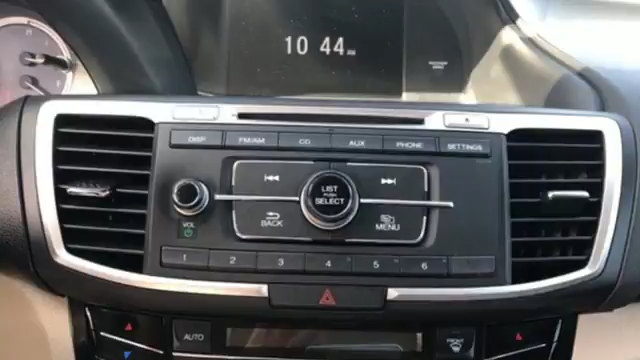 10 44
DISP FM/AM CD AUX PHONE SETTINGS
LIST
PUSH
SELECT
BACK MENU
VOL
1 2 3 4 5 6
AUTO FRONT